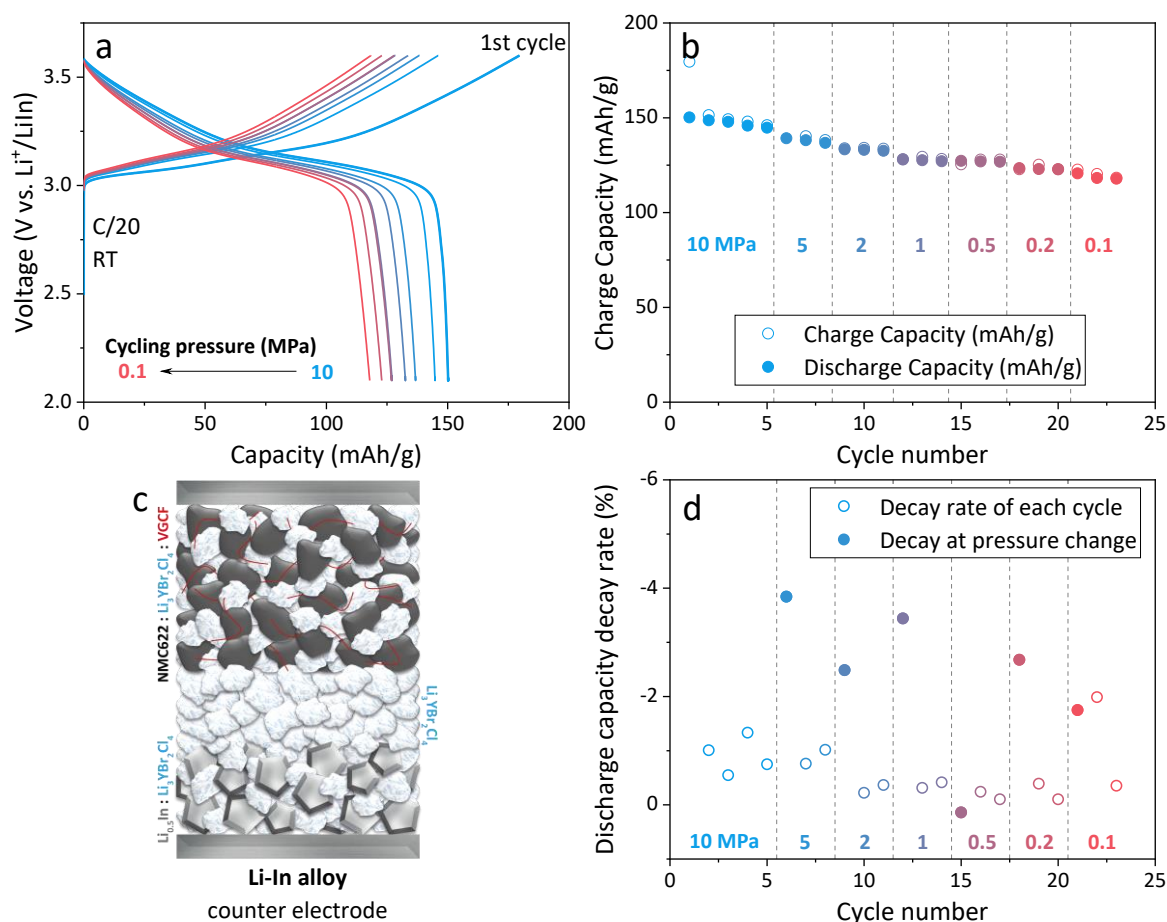 a
1st cycle
3.5
3.0
2.5
2.0
Voltage (V vs. Li⁺/LiIn)
C/20
RT
Cycling pressure (MPa)
0.1
10
0
50
100
150
200
Capacity (mAh/g)
b
200
150
100
50
0
Charge Capacity (mAh/g)
10 MPa 5 2 1 0.5 0.2 0.1
Charge Capacity (mAh/g)
Discharge Capacity (mAh/g)
0 5 10 15 20 25
Cycle number
c
NMC622 : Li₃YBr₂Cl₄ : VGCF
Li₃YBr₂Cl₄
Li₀.₅In : Li₃YBr₂Cl₄
Li-In alloy
counter electrode
d
-6
-4
-2
0
Discharge capacity decay rate (%)
Decay rate of each cycle
Decay at pressure change
10 MPa 5 2 1 0.5 0.2 0.1
0 5 10 15 20 25
Cycle number